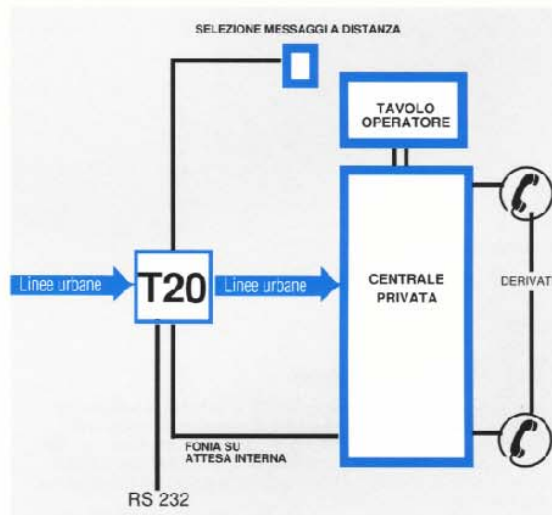 SELEZIONE MESSAGGI A DISTANZA
TAVOLO
OPERATORE
Linee urbane
T20
Linee urbane
CENTRALE
PRIVATA
DERIVAT
FONIA SU
ATTESA INTERNA
RS 232